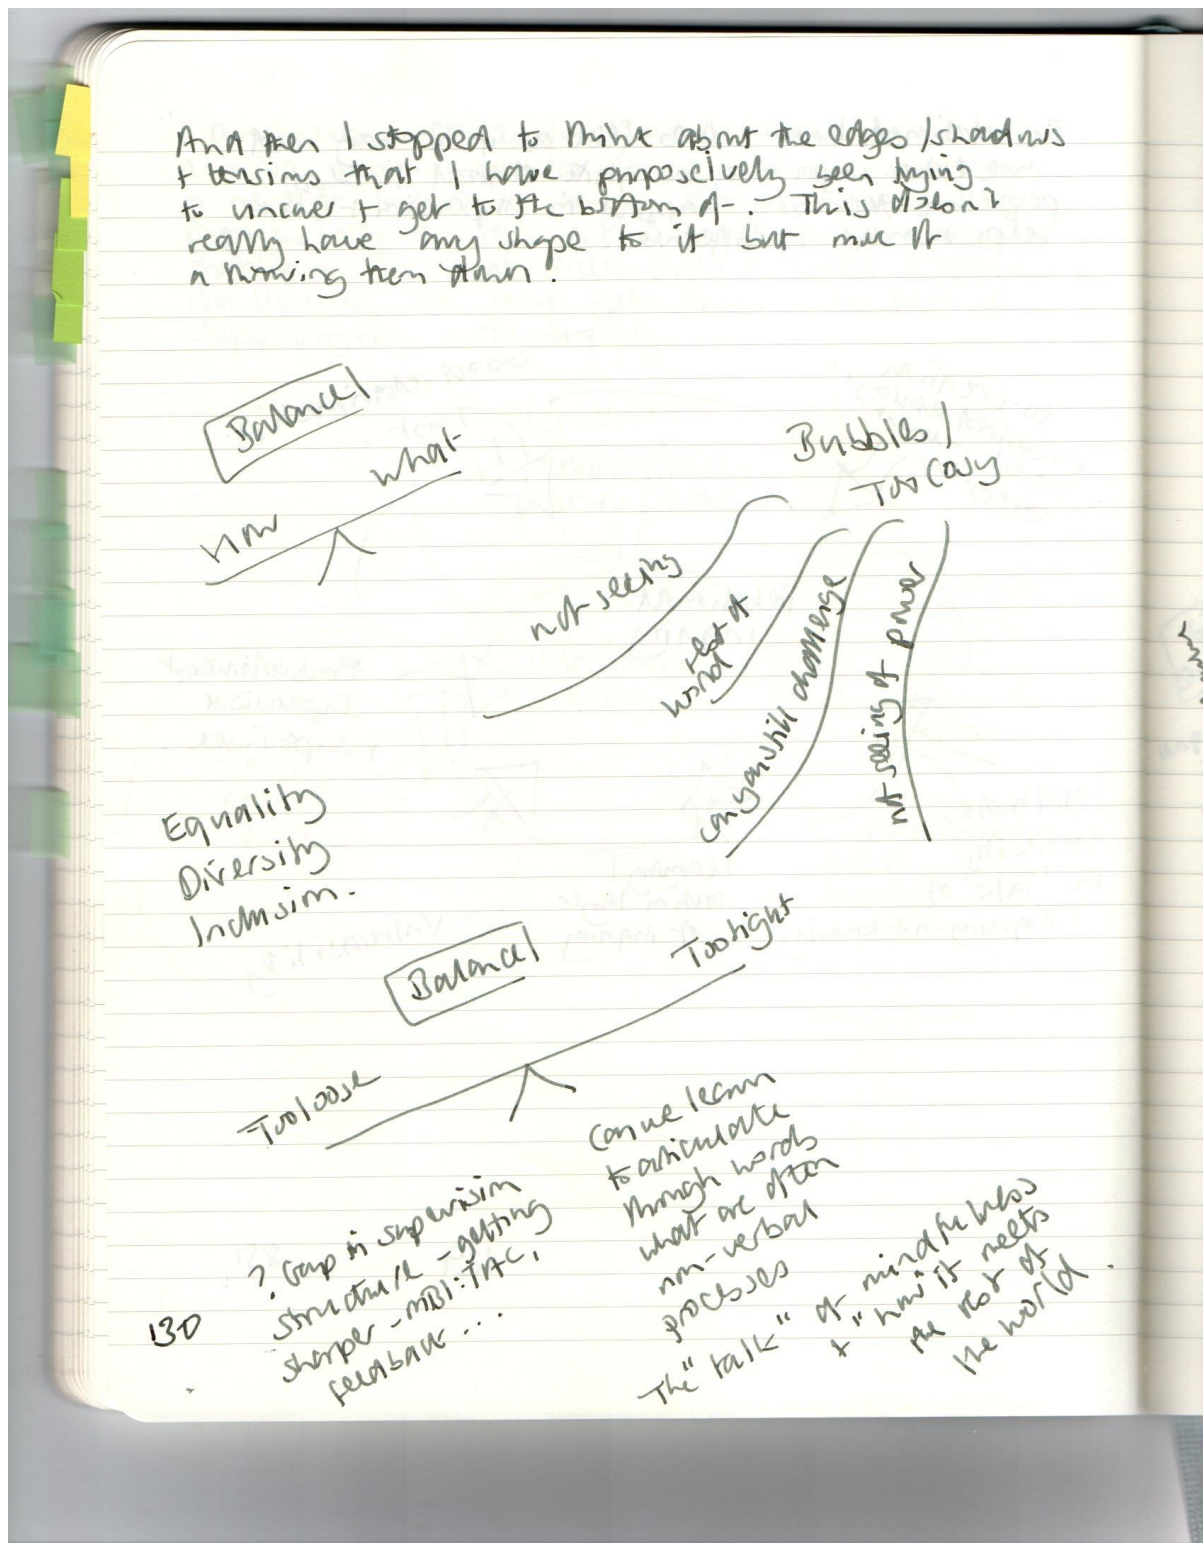 And then I stopped to think about the edges / shadows
+ tensions that I have purposively been trying
to uncover + get to the bottom of-. This doesn't
really have any shape to it but more of
a throwing them down.
Balance
what
how
Bubbles /
Too Cosy
not seeing
rest of
world
can you still challenge
not seeing of power
Equality
Diversity
Inclusion.
Balance
Too tight
Too loose
? Gap in supervision
structure - getting
sharper - MBI:TAC,
feedback...
Can we learn
to articulate
through words
what are often
non-verbal
processes
The "talk" of mindfulness
+ "how it meets
the rest of
the world.
130